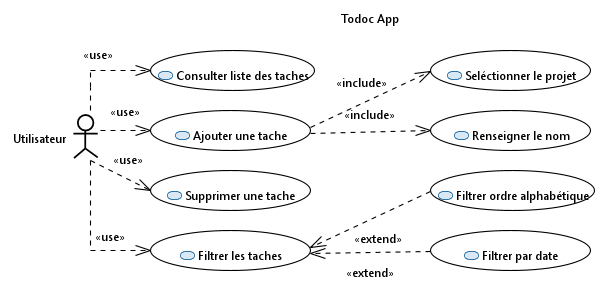 Todoc App
«use»
Consulter liste des taches
«include»
Seléctionner le projet
«use»
«include»
Utilisateur
Ajouter une tache
Renseigner le nom
«use»
Supprimer une tache
Filtrer ordre alphabétique
«use»
«extend»
Filtrer les taches
Filtrer par date
«extend»